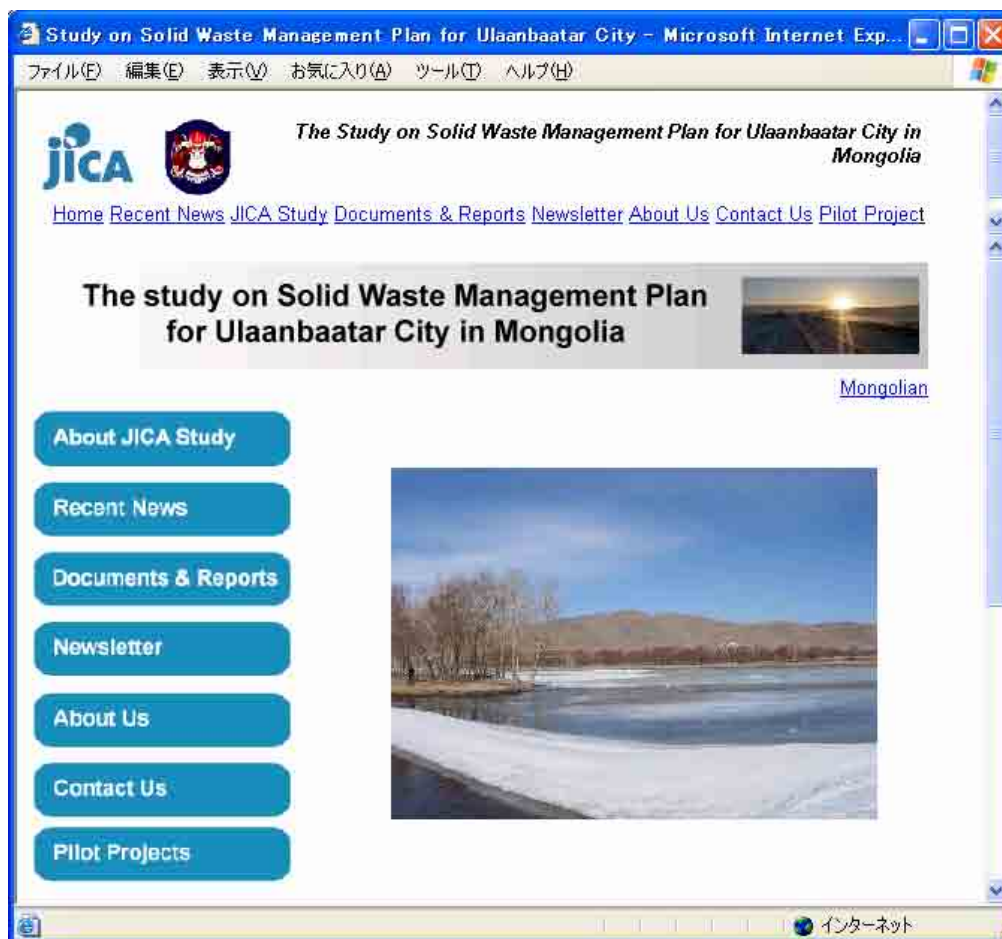 Study on Solid Waste Management Plan for Ulaanbaatar City - Microsoft Internet Exp...
ファイル(F) 編集(E) 表示(V) お気に入り(A) ツール(T) ヘルプ(H)
jICA
The Study on Solid Waste Management Plan for Ulaanbaatar City in
Mongolia
Home Recent News JICA Study Documents & Reports Newsletter About Us Contact Us Pilot Project
The study on Solid Waste Management Plan
for Ulaanbaatar City in Mongolia
Mongolian
About JICA Study
Recent News
Documents & Reports
Newsletter
About Us
Contact Us
Pilot Projects
インターネット